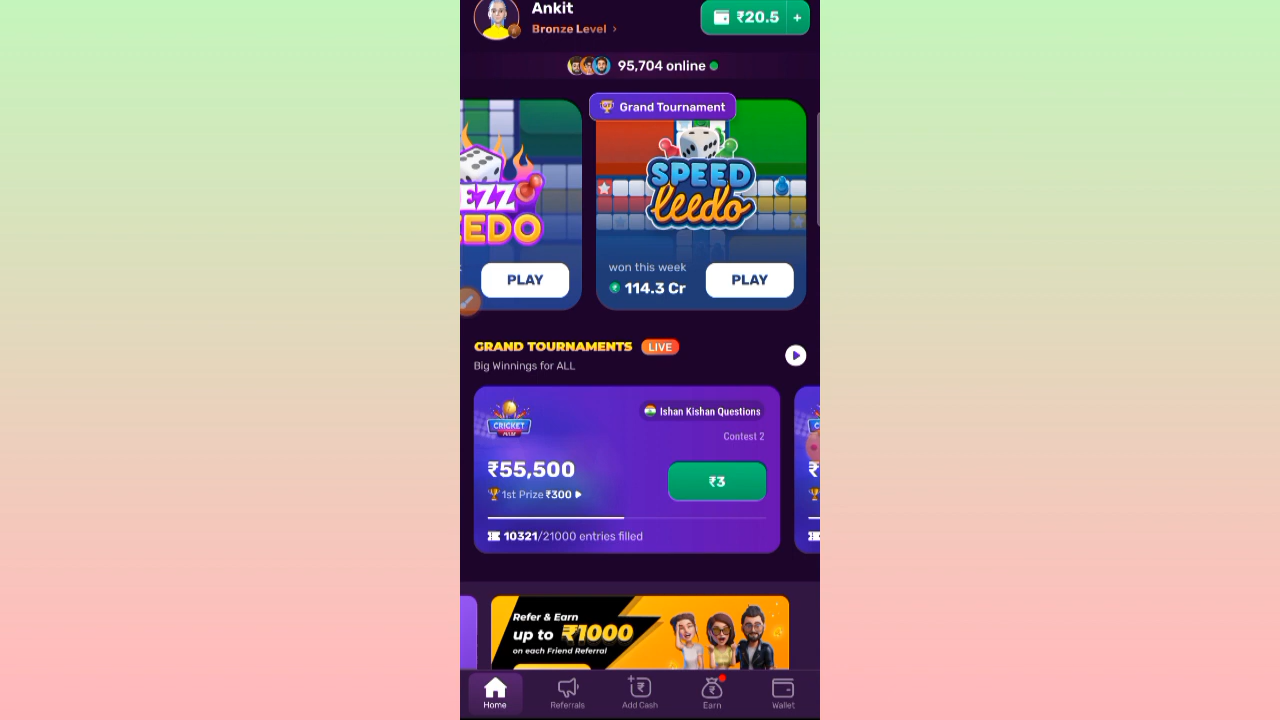 Ankit
Bronze Level ›
₹20.5 +
95,704 online
Grand Tournament
EZZ
EEDO
SPEED
Leedo
PLAY
won this week
114.3 Cr
PLAY
GRAND TOURNAMENTS LIVE
Big Winnings for ALL
CRICKET
Ishan Kishan Questions
Contest 2
₹55,500
₹3
1st Prize ₹300
10321/21000 entries filled
₹
Refer & Earn
up to ₹1000
on each Friend Referral
Home
Referrals
Add Cash
Earn
Wallet